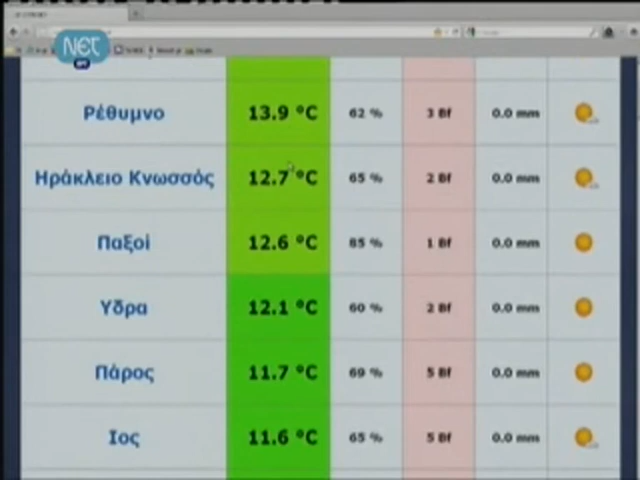 NET
ΕΡΤ
Ρέθυμνο 13.9 °C 62 % 3 Bf 0.0 mm
Ηράκλειο Κνωσσός 12.7 °C 65 % 2 Bf 0.0 mm
Παξοί 12.6 °C 85 % 1 Bf 0.0 mm
Υδρα 12.1 °C 60 % 2 Bf 0.0 mm
Πάρος 11.7 °C 69 % 5 Bf 0.0 mm
Ιος 11.6 °C 65 % 5 Bf 0.0 mm